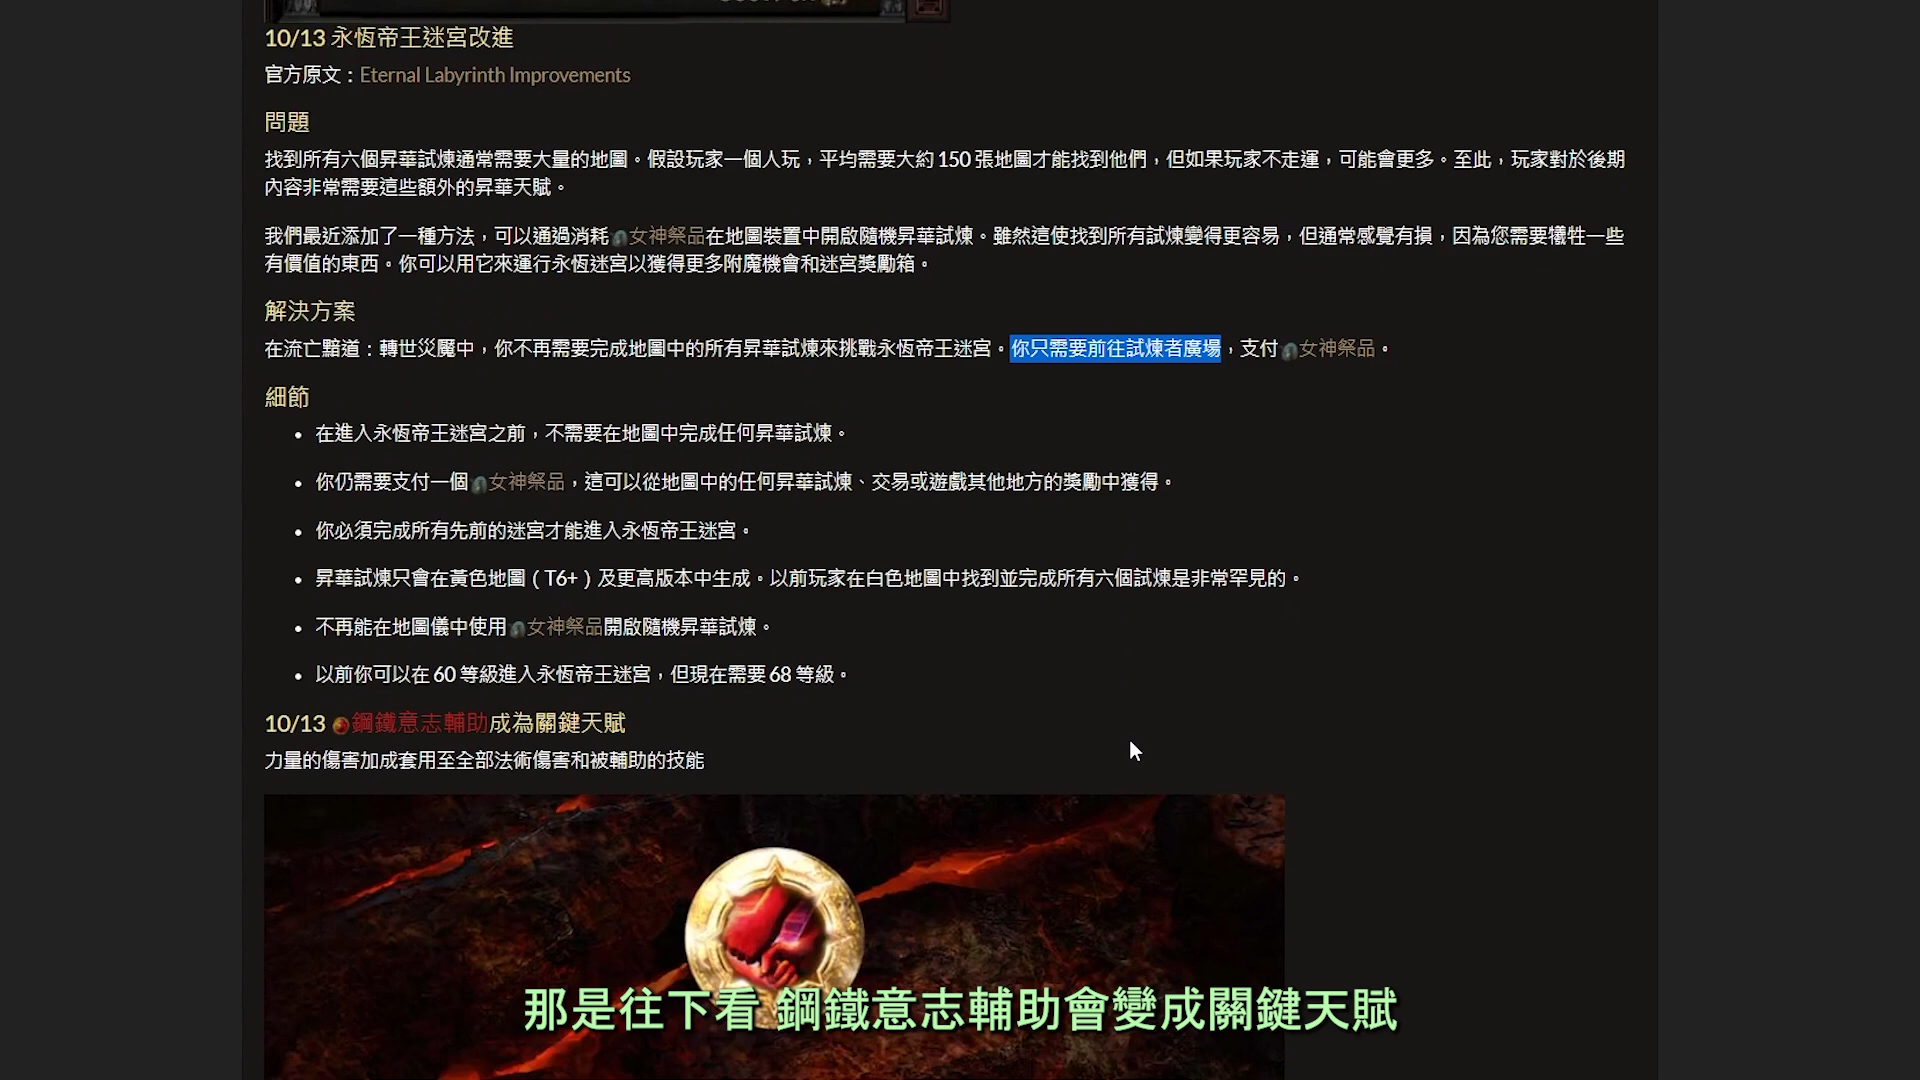 10/13 永恆帝王迷宮改進
官方原文：Eternal Labyrinth Improvements
問題
找到所有六個昇華試煉通常需要大量的地圖。假設玩家一個人玩，平均需要大約 150 張地圖才能找到他們，但如果玩家不走運，可能會更多。至此，玩家對於後期
內容非常需要這些額外的昇華天賦。
我們最近添加了一種方法，可以通過消耗女神祭品在地圖裝置中開啟隨機昇華試煉。雖然這使找到所有試煉變得更容易，但通常感覺有損，因為您需要犧牲一些
有價值的東西。你可以用它來運行永恆迷宮以獲得更多附魔機會和迷宮獎勵箱。
解決方案
在流亡黯道：轉世災魘中，你不再需要完成地圖中的所有昇華試煉來挑戰永恆帝王迷宮。你只需要前往試煉者廣場，支付女神祭品。
細節
• 在進入永恆帝王迷宮之前，不需要在地圖中完成任何昇華試煉。
• 你仍需要支付一個女神祭品，這可以從地圖中的任何昇華試煉、交易或遊戲其他地方的獎勵中獲得。
• 你必須完成所有先前的迷宮才能進入永恆帝王迷宮。
• 昇華試煉只會在黃色地圖（T6+）及更高版本中生成。以前玩家在白色地圖中找到並完成所有六個試煉是非常罕見的。
• 不再能在地圖儀中使用女神祭品開啟隨機昇華試煉。
• 以前你可以在 60 等級進入永恆帝王迷宮，但現在需要 68 等級。
10/13 鋼鐵意志輔助成為關鍵天賦
力量的傷害加成套用至全部法術傷害和被輔助的技能
那是往下看 鋼鐵意志輔助會變成關鍵天賦